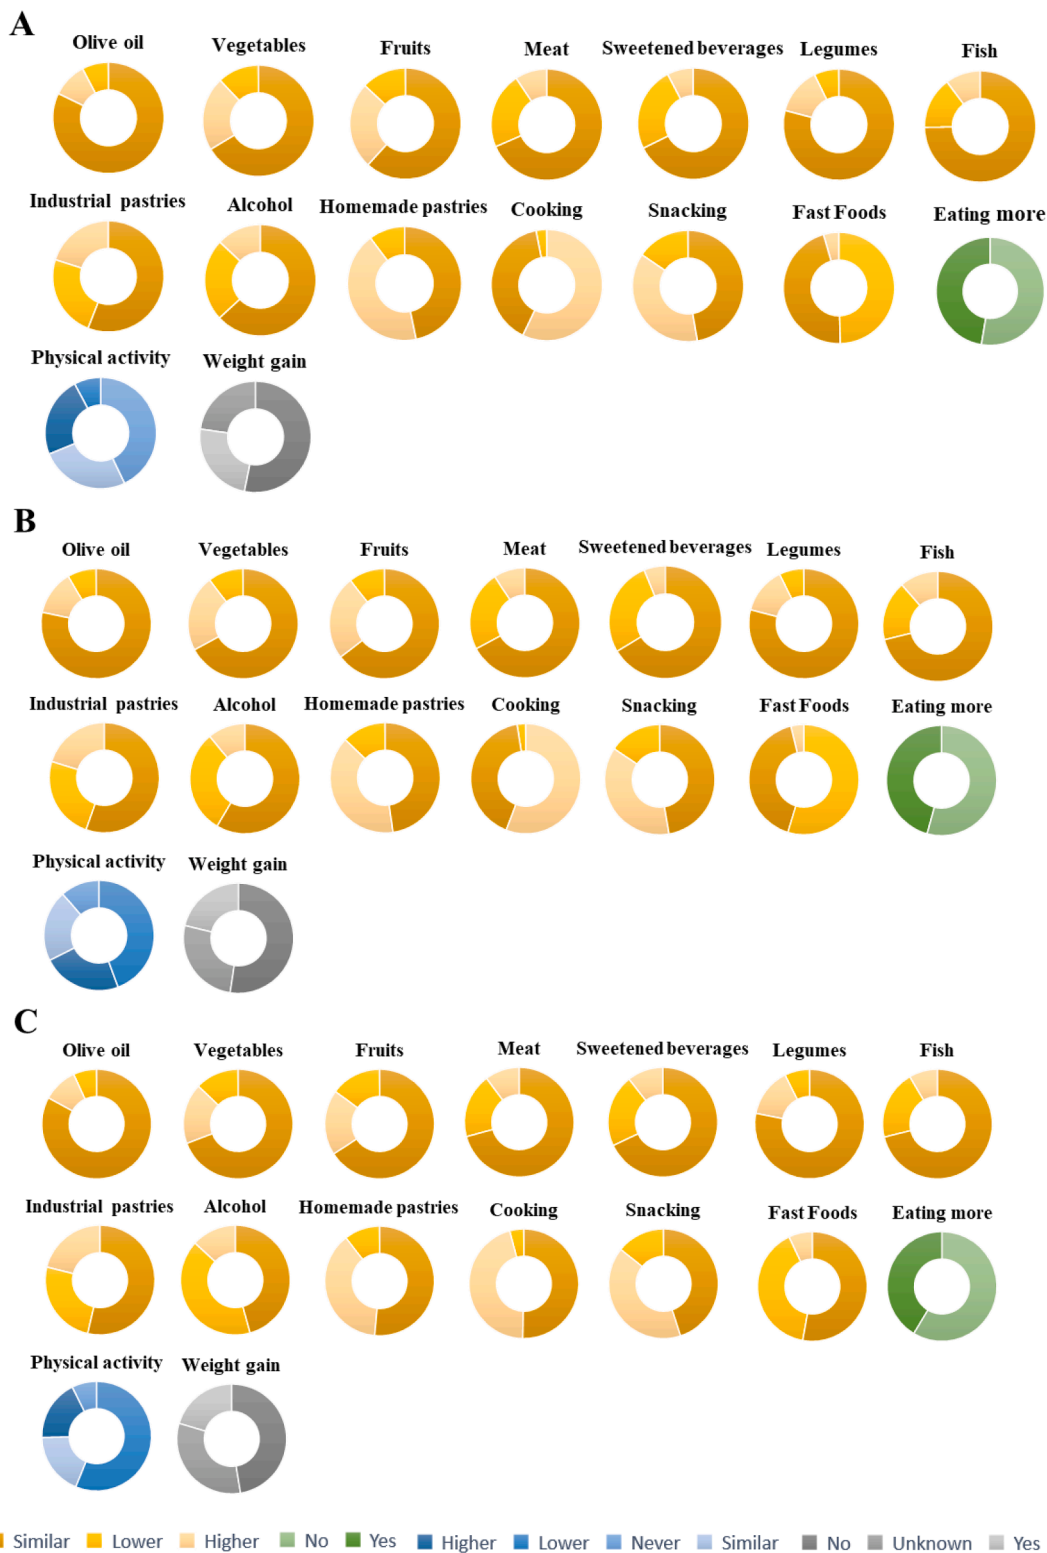 A
Olive oil
Vegetables
Fruits
Meat
Sweetened beverages
Legumes
Fish
Industrial pastries
Alcohol
Homemade pastries
Cooking
Snacking
Fast Foods
Eating more
Physical activity
Weight gain
B
Olive oil
Vegetables
Fruits
Meat
Sweetened beverages
Legumes
Fish
Industrial pastries
Alcohol
Homemade pastries
Cooking
Snacking
Fast Foods
Eating more
Physical activity
Weight gain
C
Olive oil
Vegetables
Fruits
Meat
Sweetened beverages
Legumes
Fish
Industrial pastries
Alcohol
Homemade pastries
Cooking
Snacking
Fast Foods
Eating more
Physical activity
Weight gain
Similar Lower Higher No Yes Higher Lower Never Similar No Unknown Yes